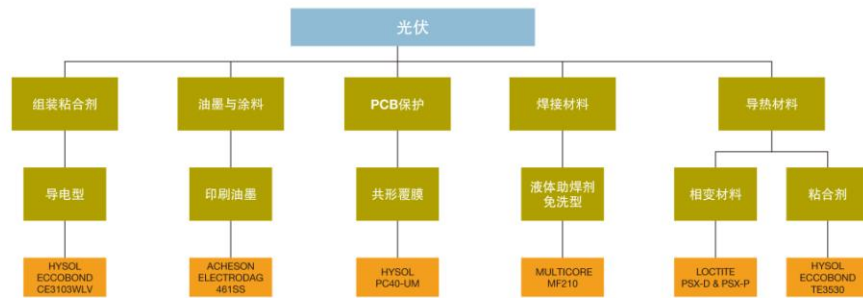 光伏
组装粘合剂
油墨与涂料
PCB保护
焊接材料
导热材料
导电型
印刷油墨
共形覆膜
液体助焊剂
免洗型
相变材料
粘合剂
HYSOL
ECCOBOND
CE3103WLV
ACHESON
ELECTRODAG
461SS
HYSOL
PC40-UM
MULTICORE
MF210
LOCTITE
PSX-D & PSX-P
HYSOL
ECCOBOND
TE3530